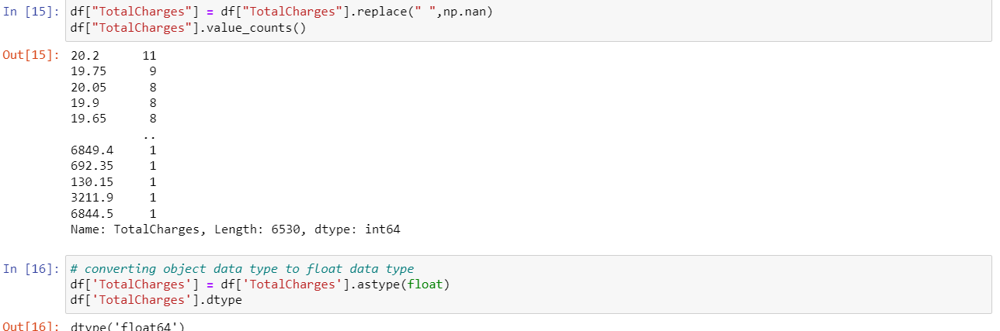 In [15]: df["TotalCharges"] = df["TotalCharges"].replace(" ",np.nan)
df["TotalCharges"].value_counts()
Out[15]: 20.2 11
19.75 9
20.05 8
19.9 8
19.65 8
..
6849.4 1
692.35 1
130.15 1
3211.9 1
6844.5 1
Name: TotalCharges, Length: 6530, dtype: int64
In [16]: # converting object data type to float data type
df['TotalCharges'] = df['TotalCharges'].astype(float)
df['TotalCharges'].dtype
Out[16]: dtype('float64')